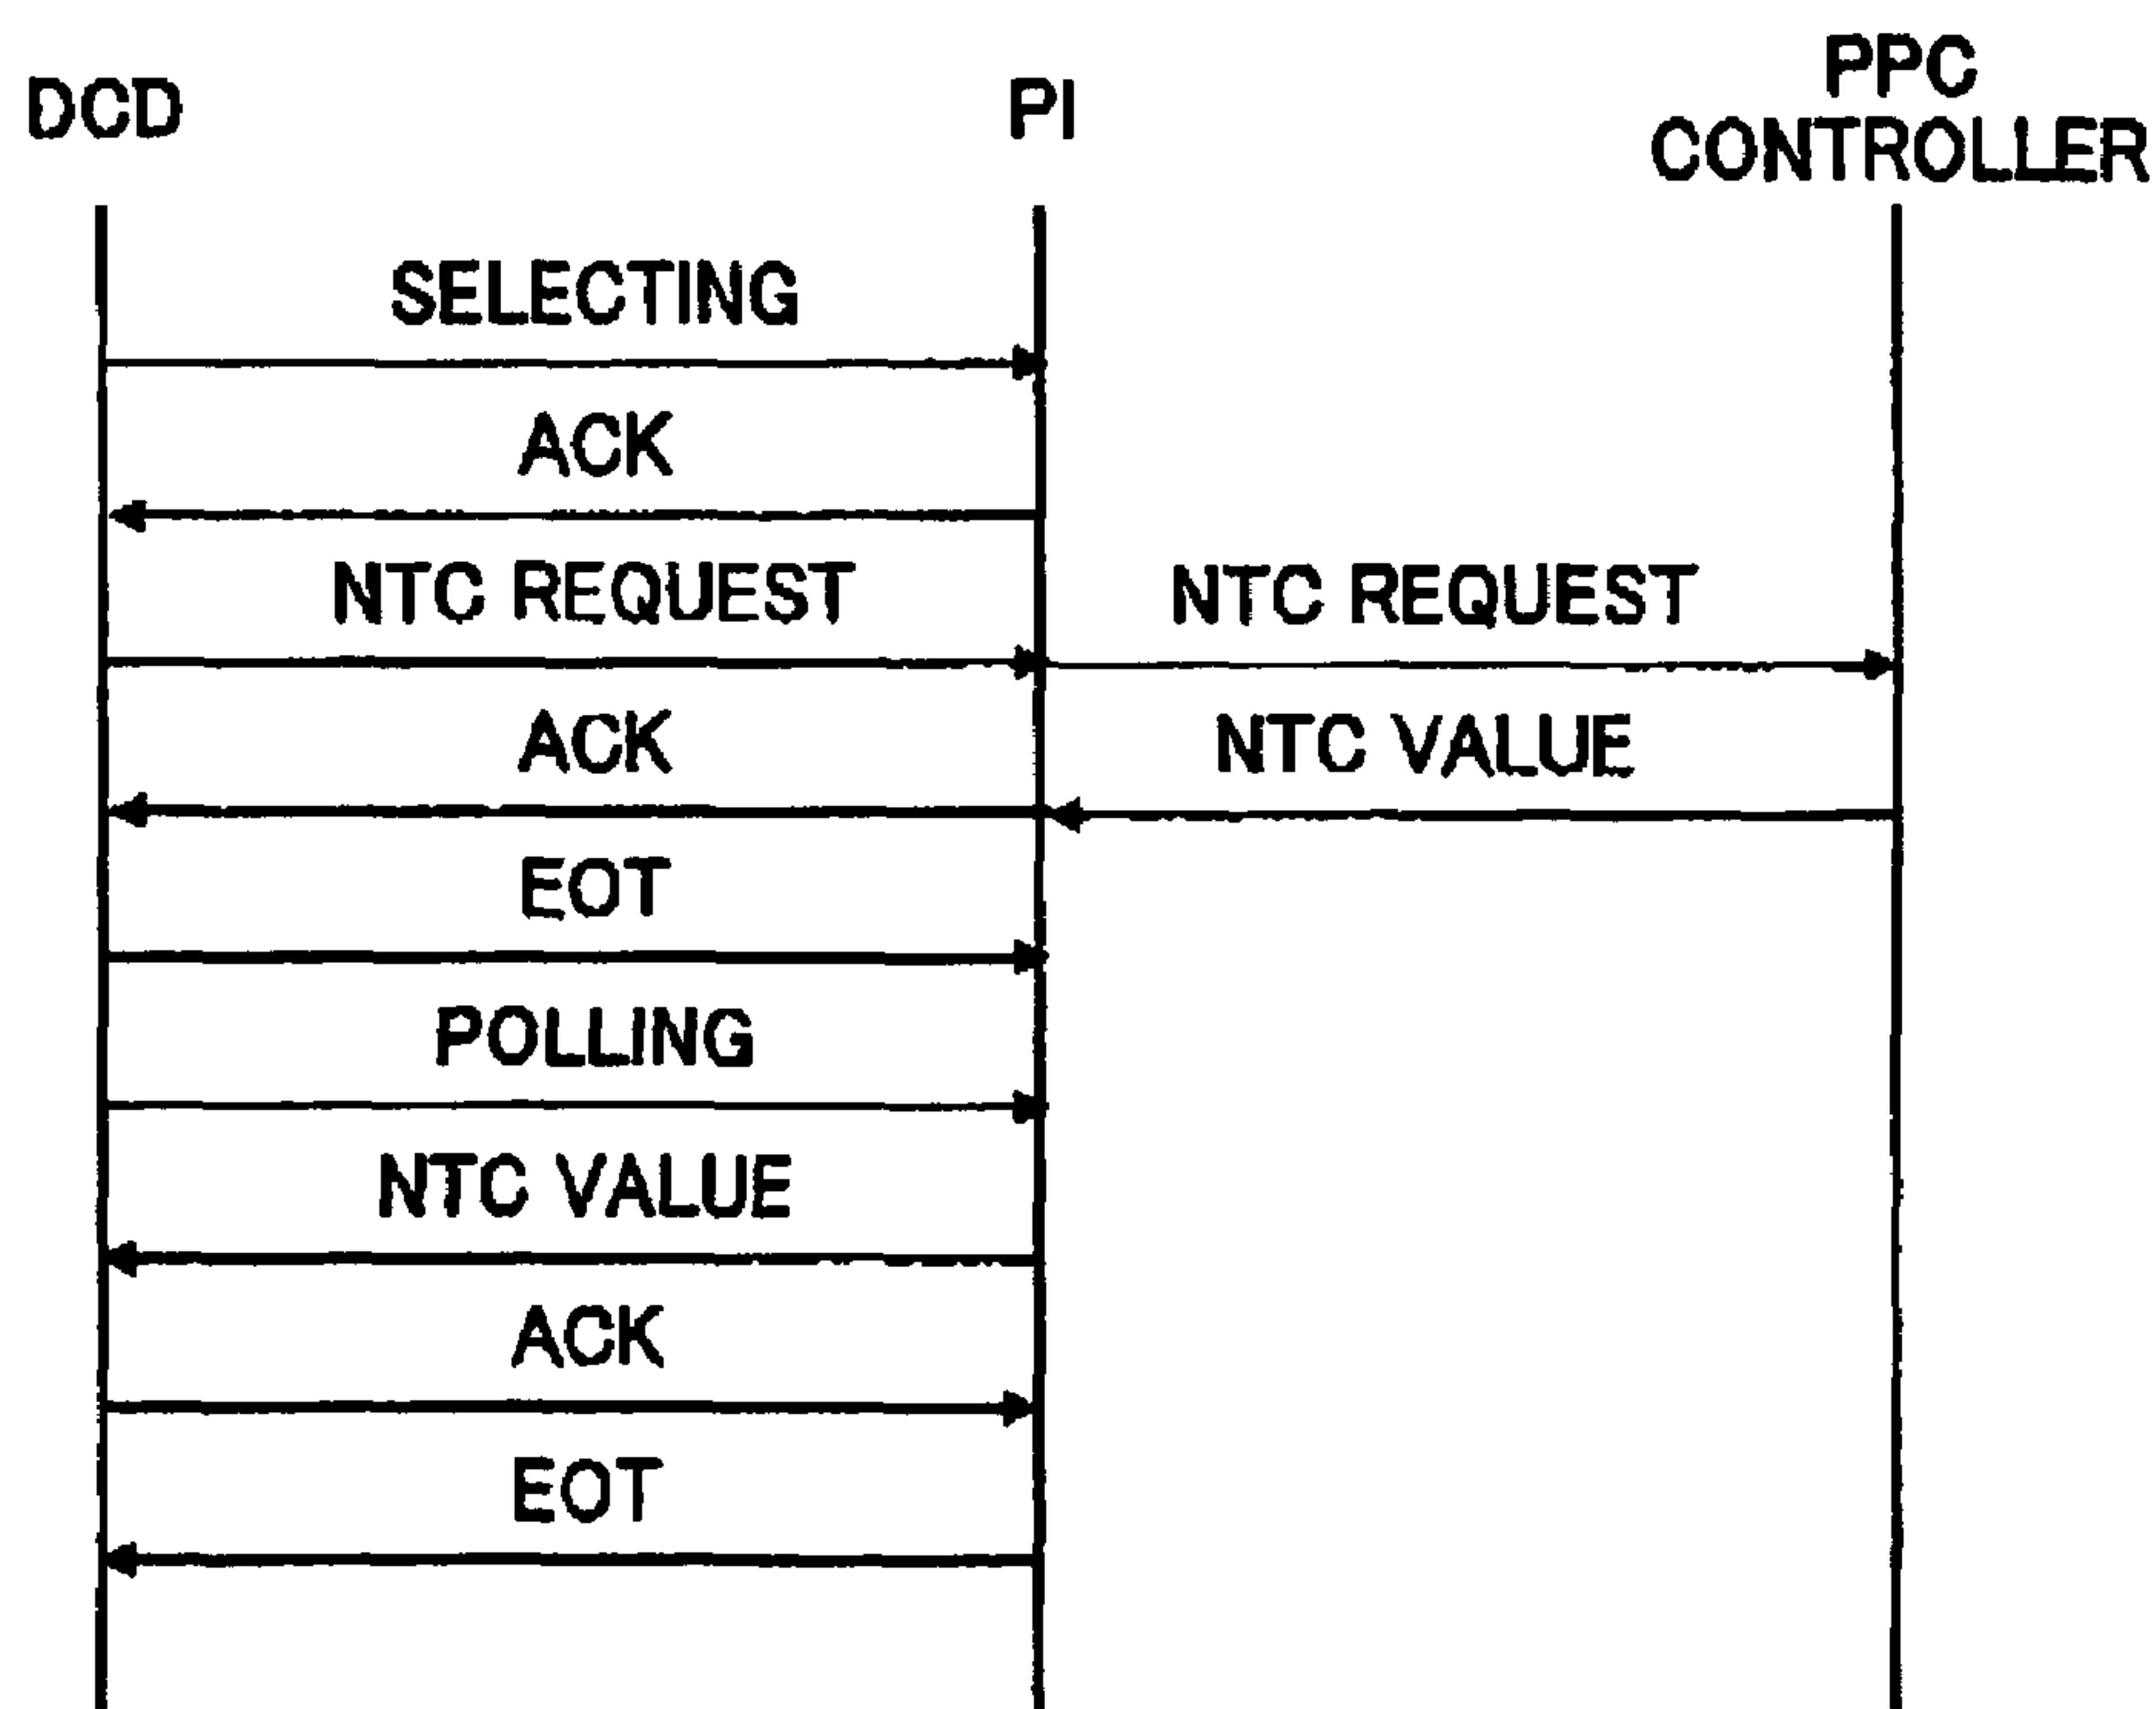 DCD
PI
PPC
CONTROLLER
SELECTING
ACK
NTC REQUEST
NTC REQUEST
ACK
NTC VALUE
EOT
POLLING
NTC VALUE
ACK
EOT